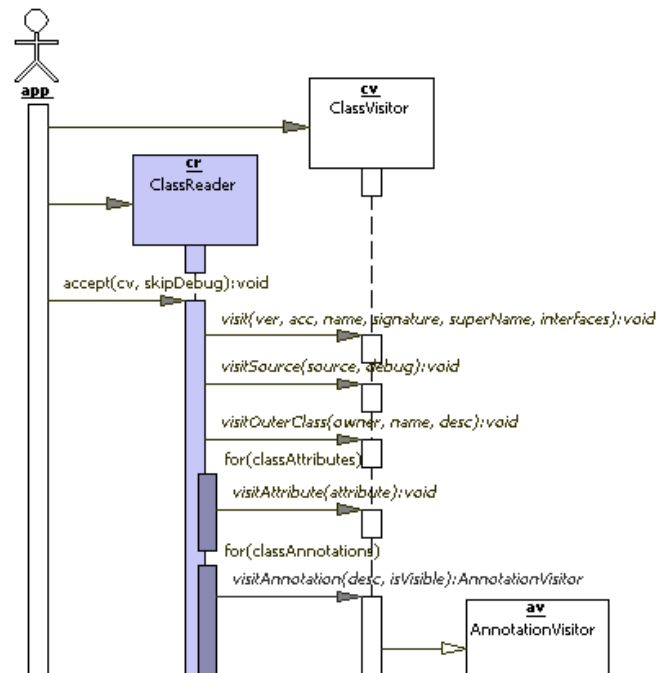 app
cv
ClassVisitor
cr
ClassReader
accept(cv, skipDebug):void
visit(ver, acc, name, signature, superName, interfaces):void
visitSource(source, debug):void
visitOuterClass(owner, name, desc):void
for(classAttributes)
visitAttribute(attribute):void
for(classAnnotations)
visitAnnotation(desc, isVisible):AnnotationVisitor
av
AnnotationVisitor